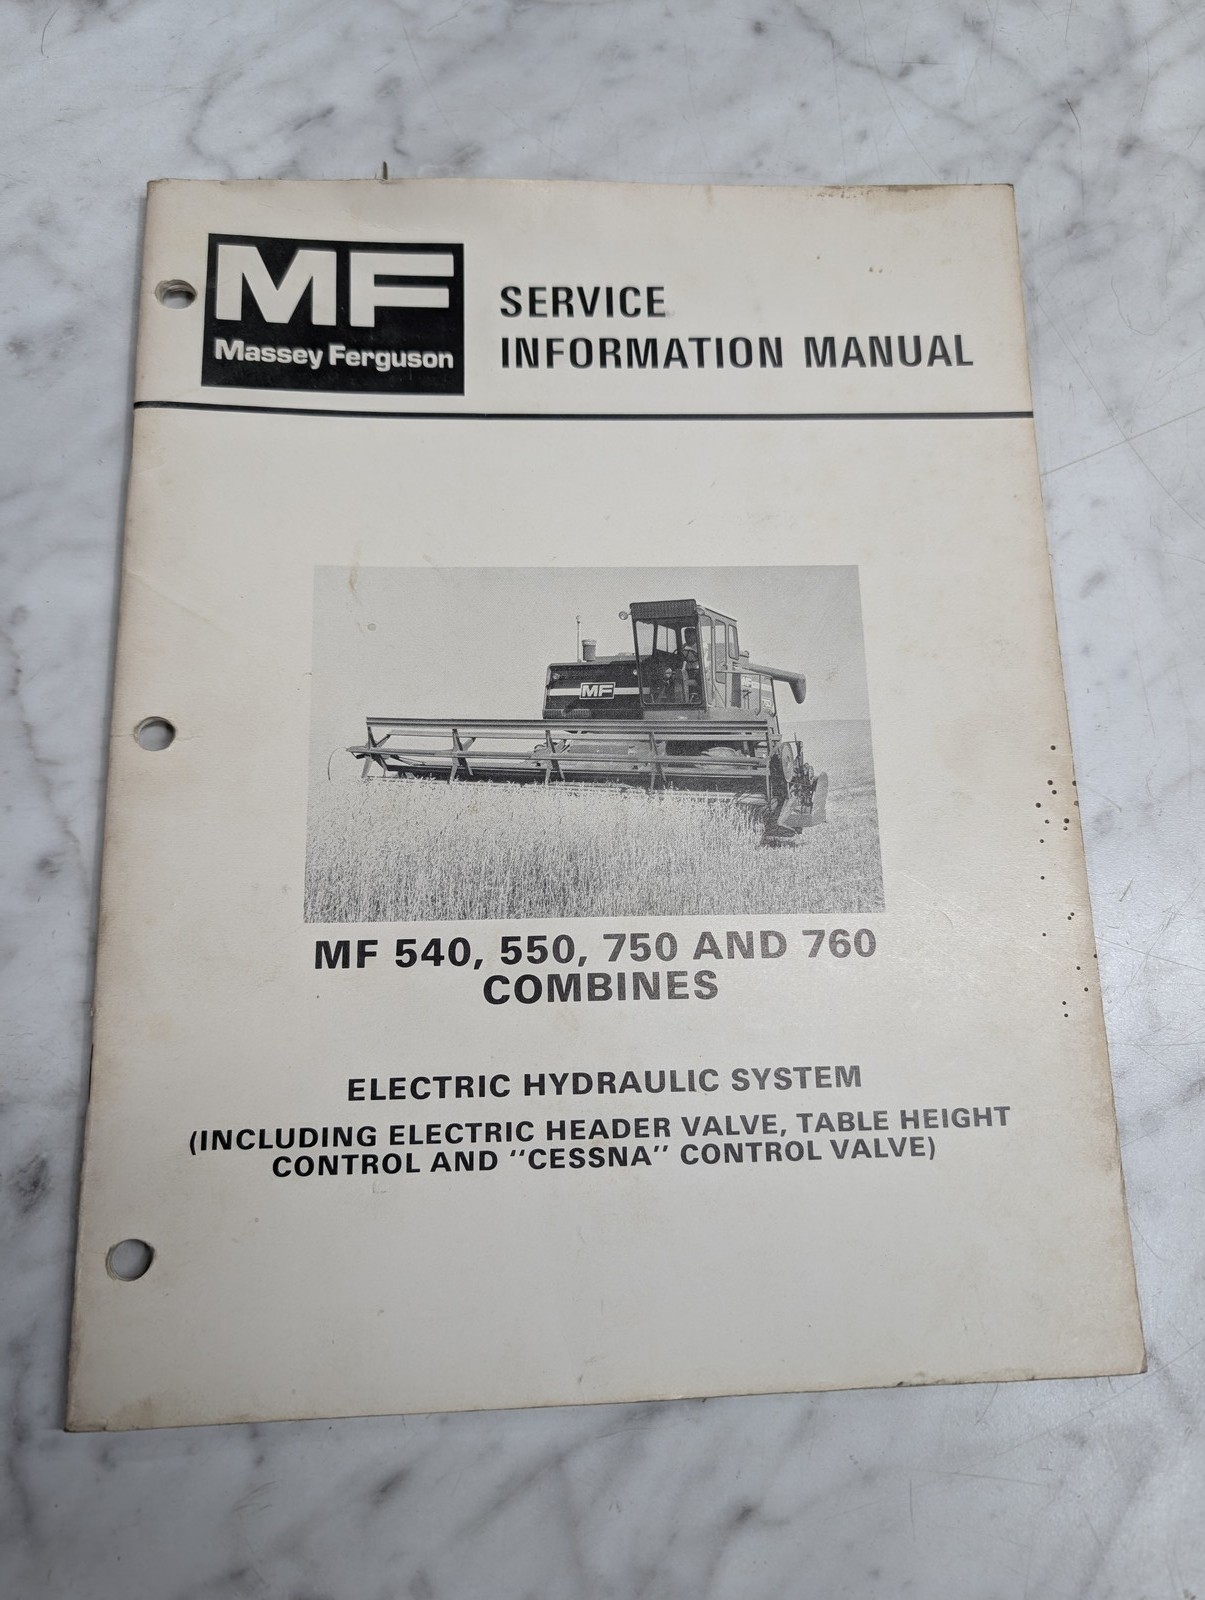 MF
Massey Ferguson
SERVICE
INFORMATION MANUAL
MF
MF 540, 550, 750 AND 760
COMBINES
ELECTRIC HYDRAULIC SYSTEM
(INCLUDING ELECTRIC HEADER VALVE, TABLE HEIGHT
CONTROL AND "CESSNA" CONTROL VALVE)